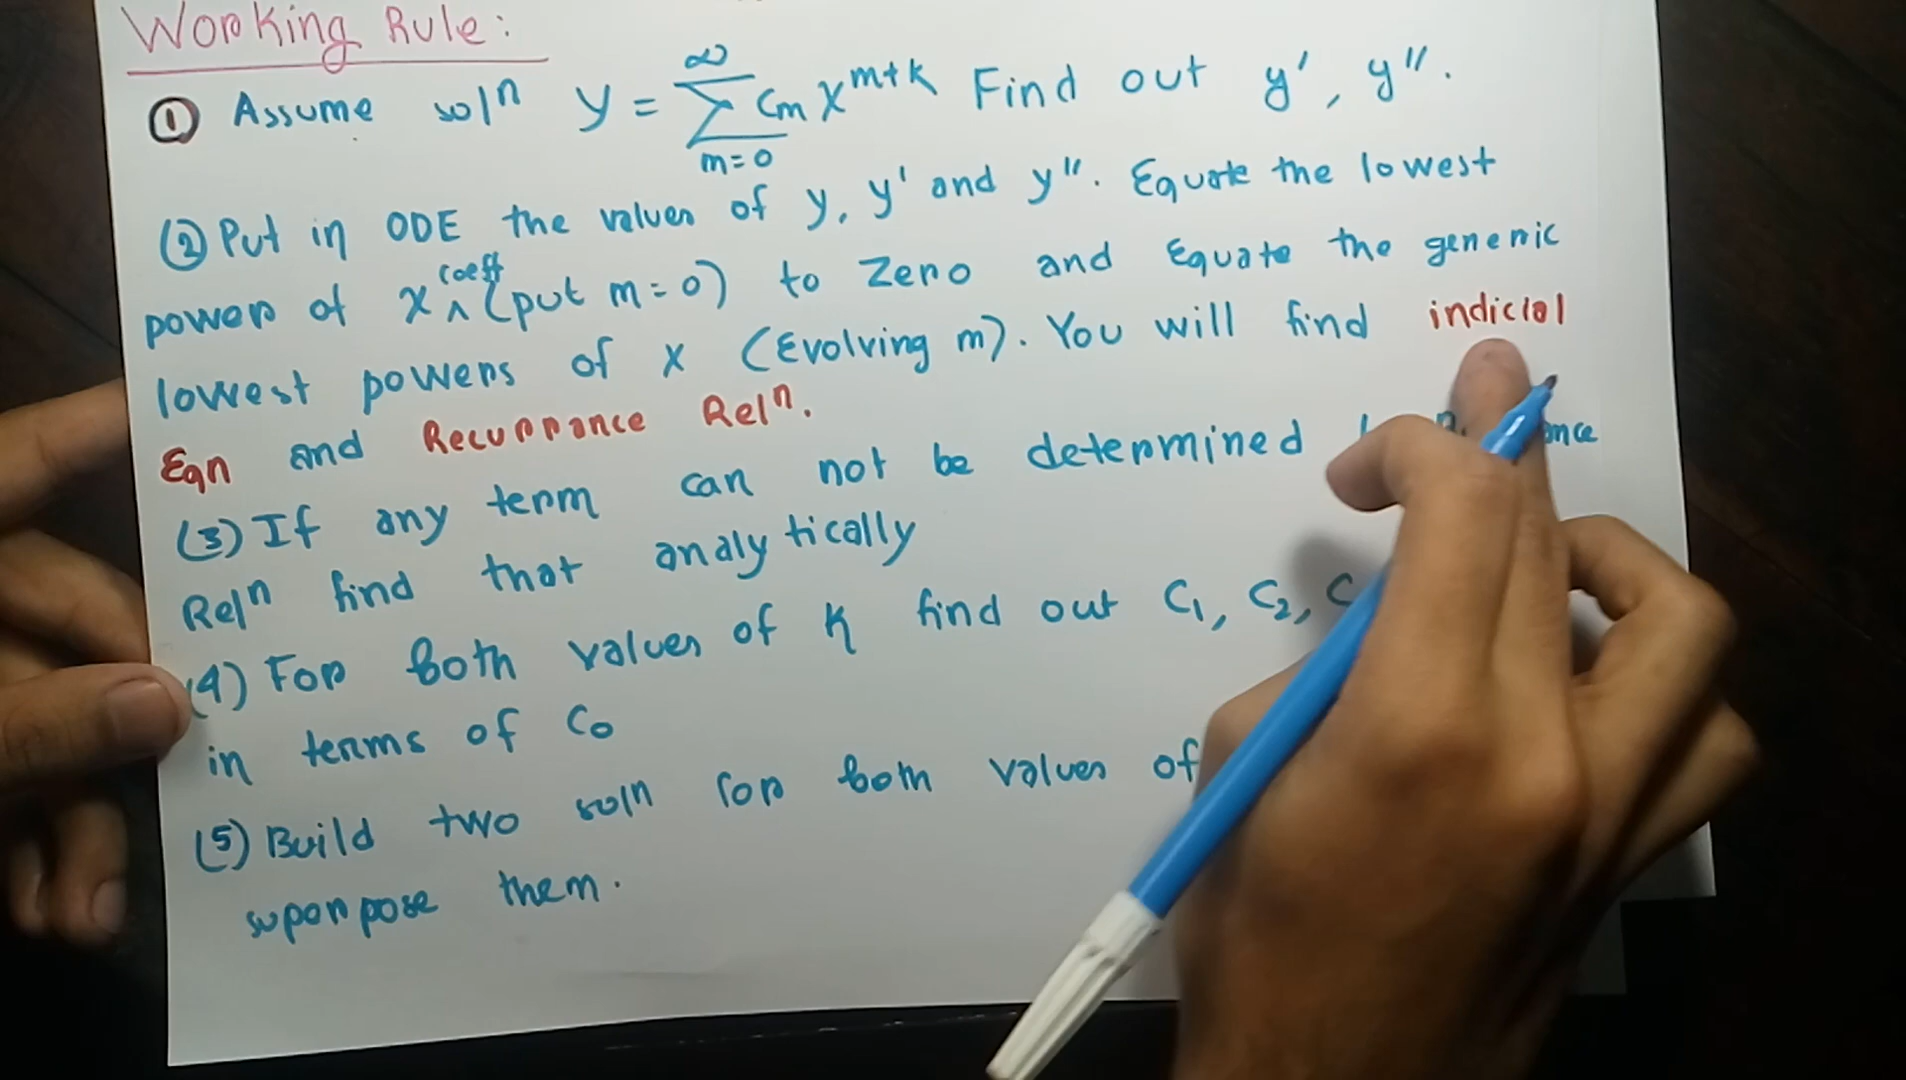 Working Rule:
① Assume solⁿ y = ∞∑m=0 Cm x^m+k Find out y', y''.
(2) Put in ODE the values of y, y' and y''. Equate the lowest
power of x ^coeff (put m=0) to zero and Equate the generic
lowest powers of x (Evolving m). You will find indicial
Eqn and Recurrance Relⁿ.
(3) If any term can not be determined
Relⁿ find that analytically
(4) For both values of k find out C₁, C₂, C
in terms of C₀
(5) Build two soln for both values of
suporpose them.